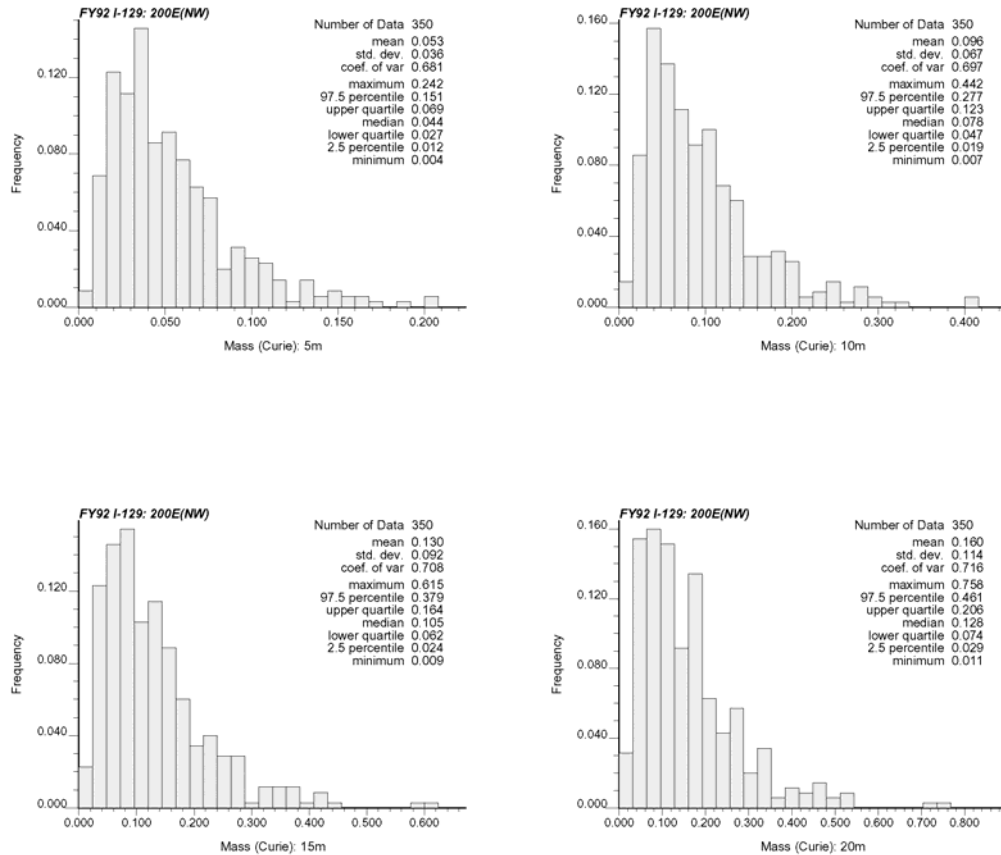 FY92 I-129: 200E(NW)
Number of Data 350
mean 0.053
std. dev. 0.036
coef. of var 0.681
maximum 0.242
97.5 percentile 0.151
upper quartile 0.069
median 0.044
lower quartile 0.027
2.5 percentile 0.012
minimum 0.004
Frequency
0.120
0.080
0.040
0.000
0.000 0.050 0.100 0.150 0.200
Mass (Curie): 5m
FY92 I-129: 200E(NW)
Number of Data 350
mean 0.096
std. dev. 0.067
coef. of var 0.697
maximum 0.442
97.5 percentile 0.277
upper quartile 0.123
median 0.078
lower quartile 0.047
2.5 percentile 0.019
minimum 0.007
Frequency
0.160
0.120
0.080
0.040
0.000
0.000 0.100 0.200 0.300 0.400
Mass (Curie): 10m
FY92 I-129: 200E(NW)
Number of Data 350
mean 0.130
std. dev. 0.092
coef. of var 0.708
maximum 0.615
97.5 percentile 0.379
upper quartile 0.164
median 0.105
lower quartile 0.062
2.5 percentile 0.024
minimum 0.009
Frequency
0.120
0.080
0.040
0.000
0.000 0.100 0.200 0.300 0.400 0.500 0.600
Mass (Curie): 15m
FY92 I-129: 200E(NW)
Number of Data 350
mean 0.160
std. dev. 0.114
coef. of var 0.716
maximum 0.758
97.5 percentile 0.461
upper quartile 0.206
median 0.128
lower quartile 0.074
2.5 percentile 0.029
minimum 0.011
Frequency
0.160
0.120
0.080
0.040
0.000
0.000 0.100 0.200 0.300 0.400 0.500 0.600 0.700 0.800
Mass (Curie): 20m